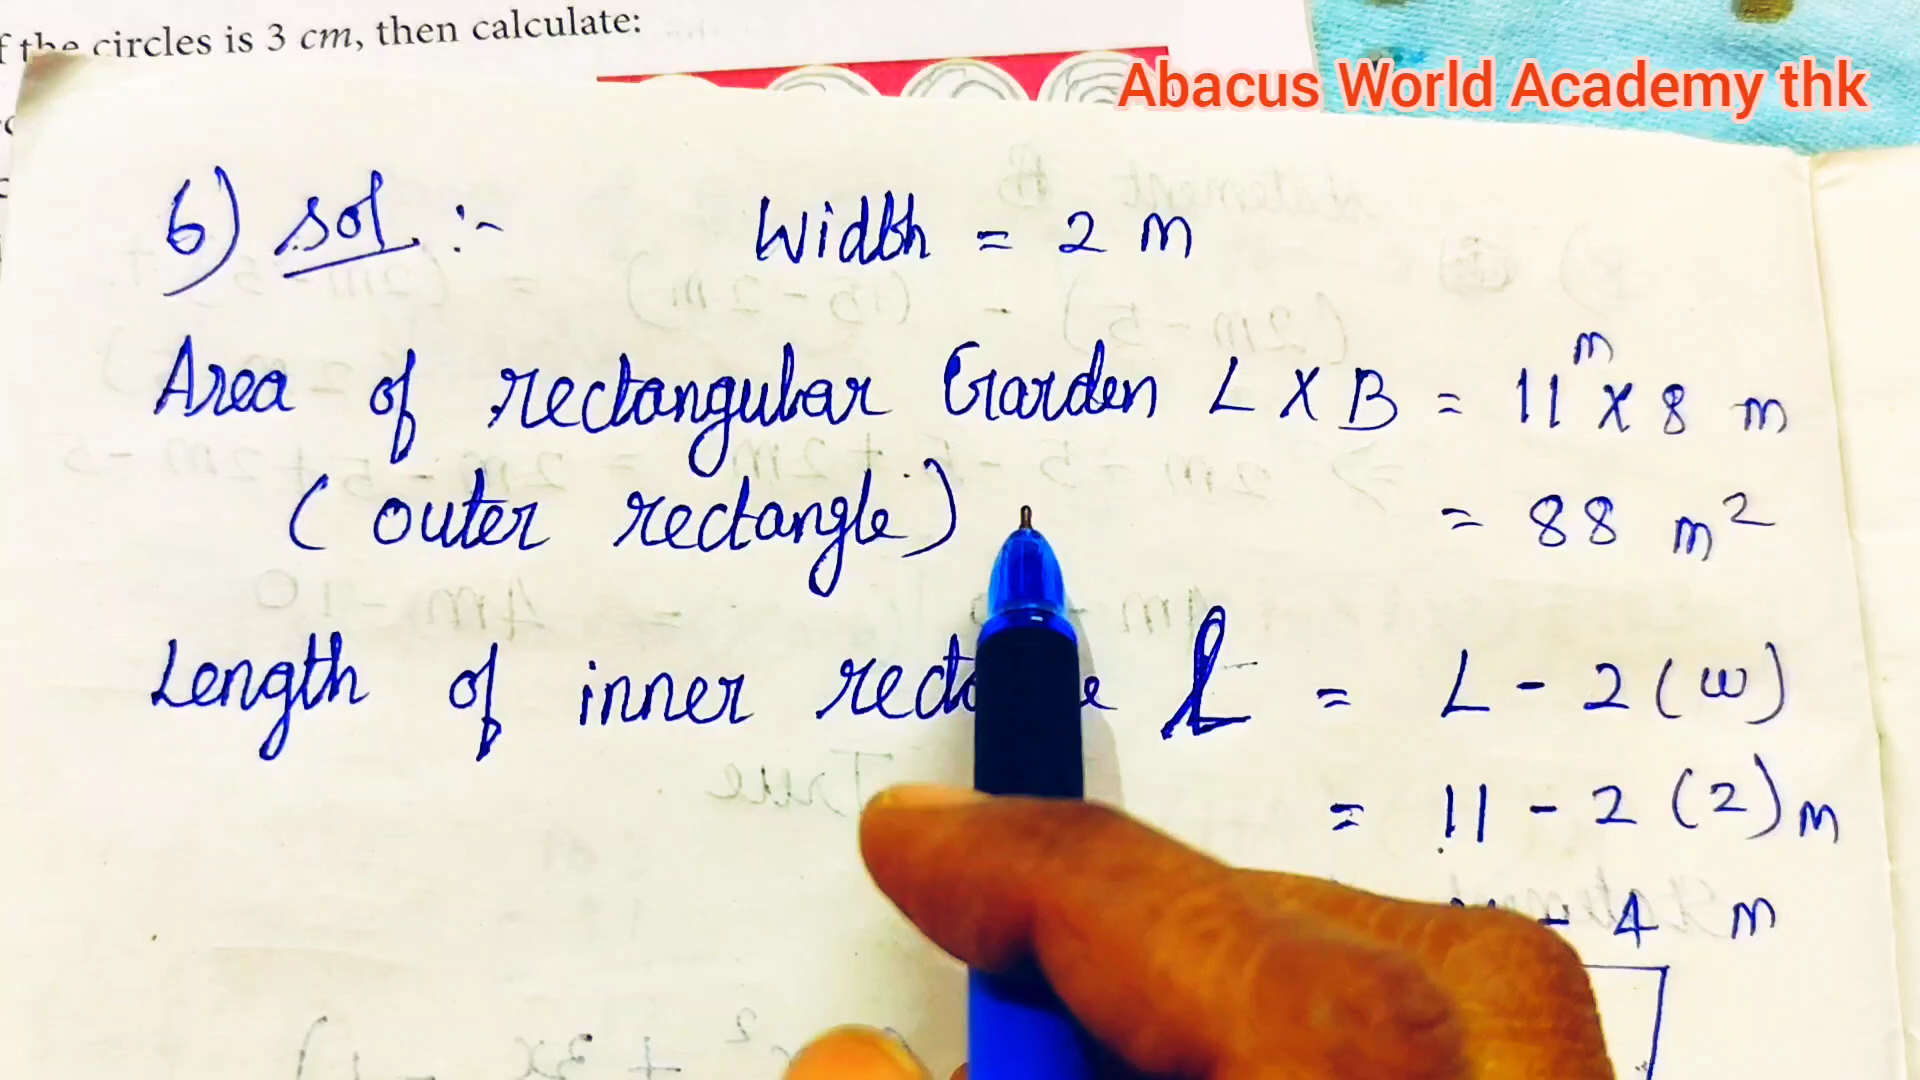 f the circles is 3 cm, then calculate:
Abacus World Academy thk
6) sol :- Width = 2 m
Area of rectangular Garden L X B = 11 m X 8 m
(outer rectangle) = 88 m²
Length of inner L = L - 2 (w)
= 11 - 2 (2) m
- 4 m